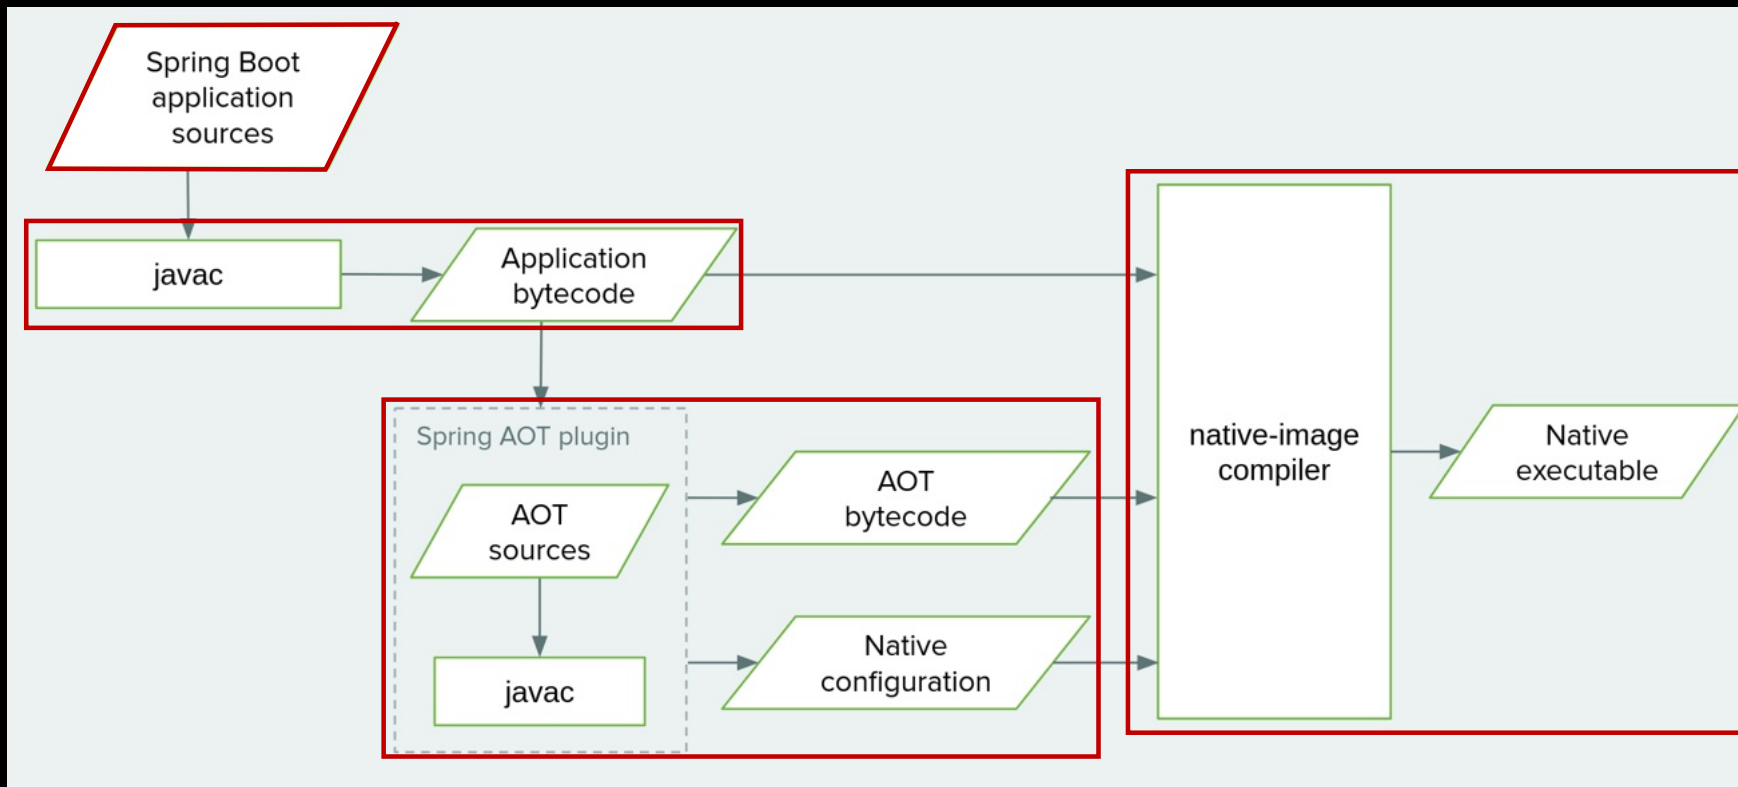 Spring Boot
application
sources
javac
Application
bytecode
Spring AOT plugin
AOT
sources
javac
AOT
bytecode
Native
configuration
native-image
compiler
Native
executable